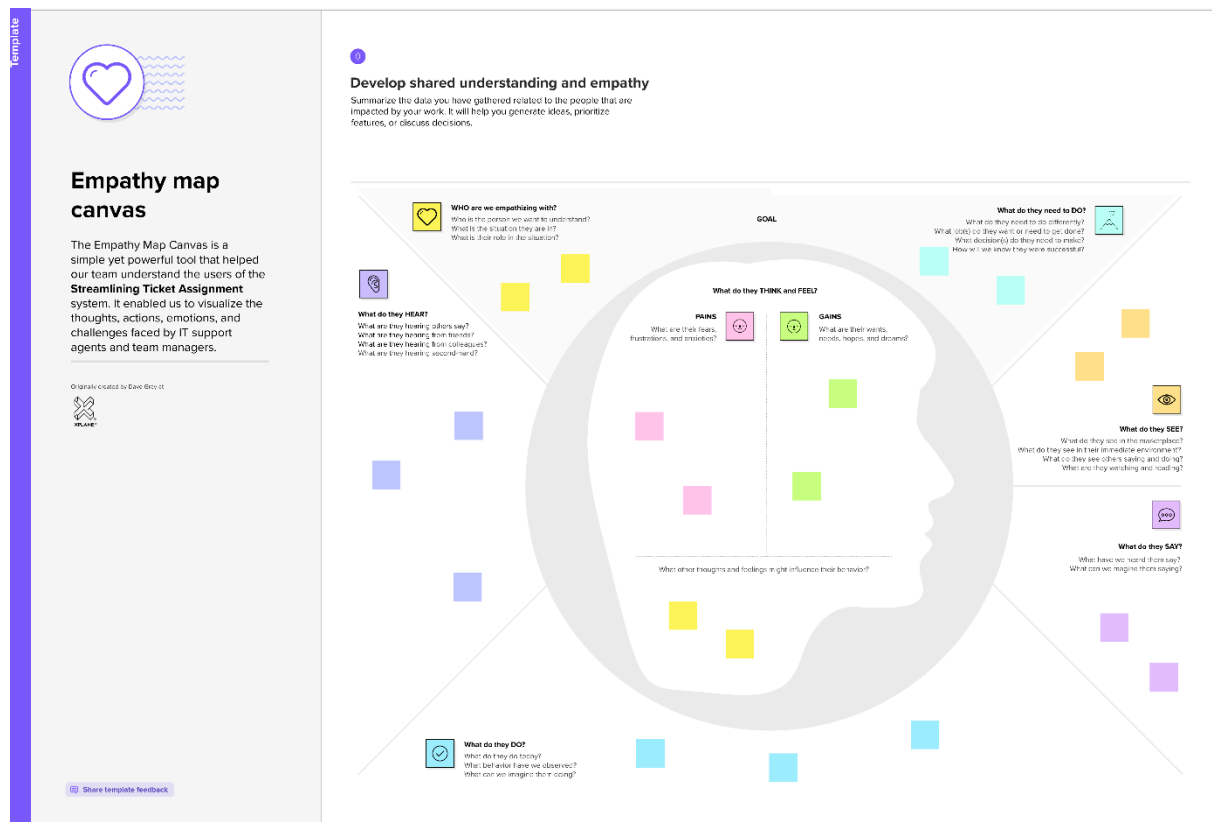 Template
Empathy map
canvas
The Empathy Map Canvas is a
simple yet powerful tool that helped
our team understand the users of the
Streamlining Ticket Assignment
system. It enabled us to visualize the
thoughts, actions, emotions, and
challenges faced by IT support
agents and team managers.
Originally created by Dave Gray at
XPLANE
Share template feedback
Develop shared understanding and empathy
Summarize the data you have gathered related to the people that are
impacted by your work. It will help you generate ideas, prioritize
features, or discuss decisions.
WHO are we empathizing with?
Who is the person we want to understand?
What is the situation they are in?
What is their role in the situation?
GOAL
What do they need to DO?
What do they need to do differently?
What job(s) do they want or need to get done?
What decision(s) do they need to make?
How will we know they were successful?
What do they HEAR?
What are they hearing others say?
What are they hearing from friends?
What are they hearing from colleagues?
What are they hearing second-hand?
What do they THINK and FEEL?
PAINS
What are their fears,
frustrations, and anxieties?
GAINS
What are their wants,
needs, hopes, and dreams?
What do they SEE?
What do they see in the marketplace?
What do they see in their immediate environment?
What do they see others saying and doing?
What are they watching and reading?
What do they SAY?
What have we heard them say?
What can we imagine them saying?
What other thoughts and feelings might influence their behavior?
What do they DO?
What do they do today?
What behavior have we observed?
What can we imagine them doing?